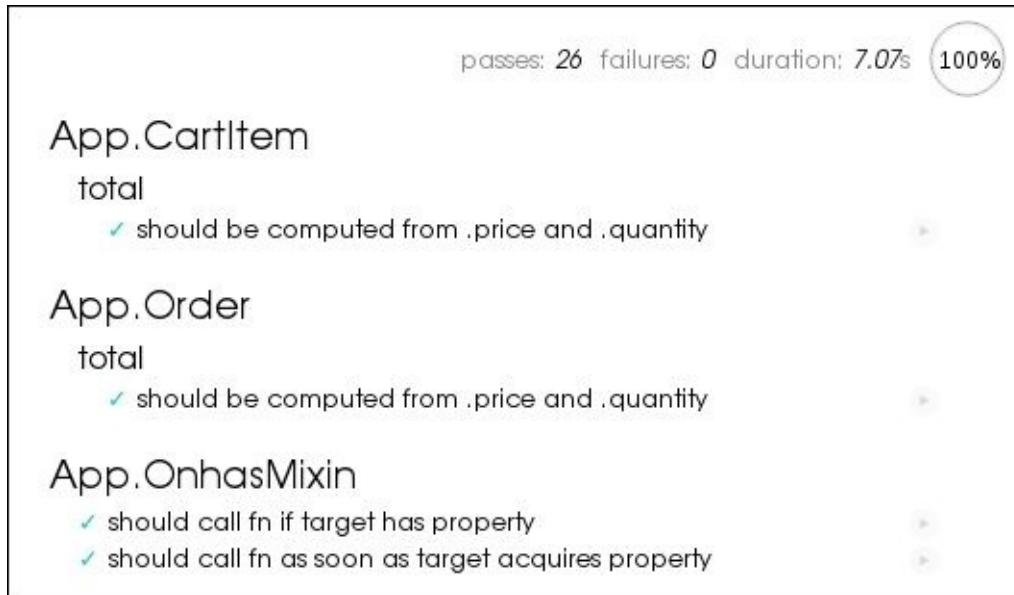 passes: 26 failures: 0 duration: 7.07s 100%
App.CartItem
total
✓ should be computed from .price and .quantity
App.Order
total
✓ should be computed from .price and .quantity
App.OnhasMixin
✓ should call fn if target has property
✓ should call fn as soon as target acquires property